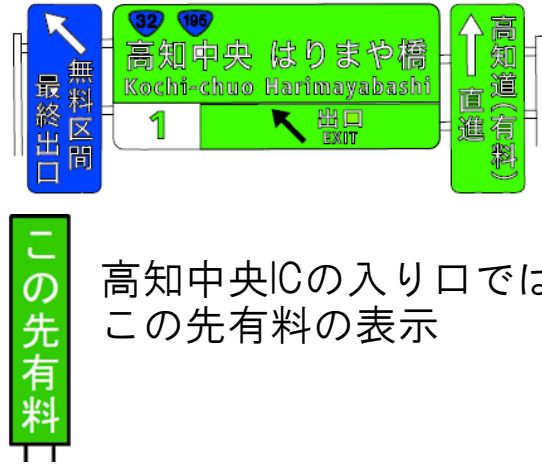 無料区間
最終出口
32 195
高知中央 はりまや橋
Kochi-chuo Harimayabashi
1
出口
EXIT
高知道(有料)
直進
この先有料
高知中央ICの入り口では
この先有料の表示